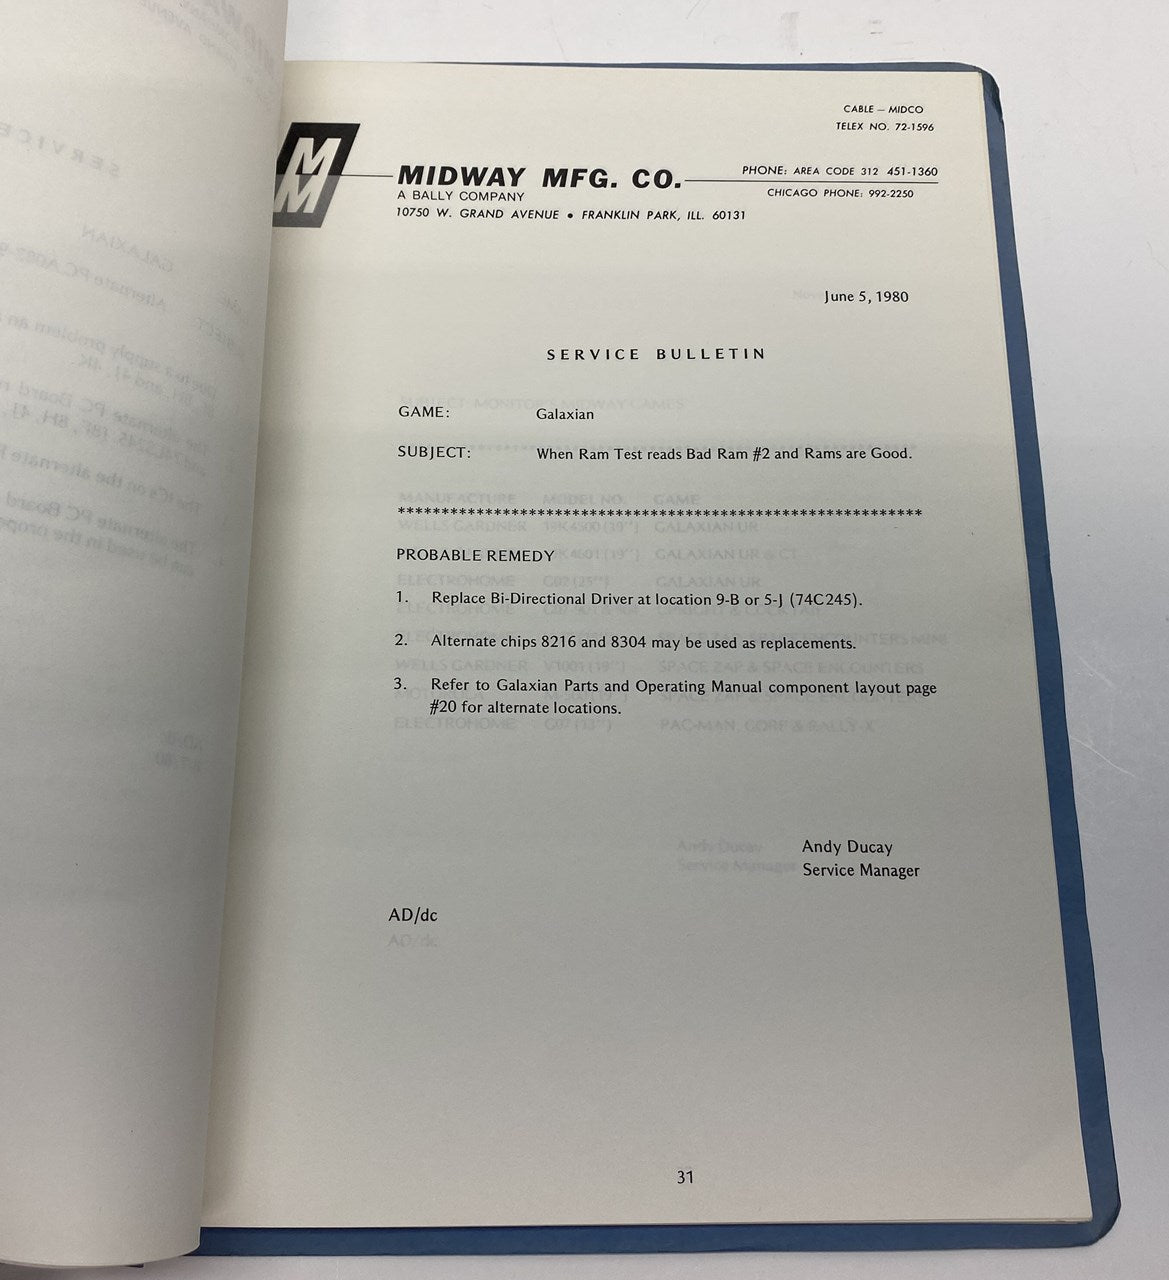 CABLE — MIDCO
TELEX NO. 72-1596
MM
MIDWAY MFG. CO.
PHONE: AREA CODE 312 451-1360
A BALLY COMPANY
CHICAGO PHONE: 992-2250
10750 W. GRAND AVENUE • FRANKLIN PARK, ILL. 60131
June 5, 1980
SERVICE BULLETIN
GAME: Galaxian
SUBJECT: When Ram Test reads Bad Ram #2 and Rams are Good.
************************************************************
PROBABLE REMEDY
1. Replace Bi-Directional Driver at location 9-B or 5-J (74C245).
2. Alternate chips 8216 and 8304 may be used as replacements.
3. Refer to Galaxian Parts and Operating Manual component layout page
#20 for alternate locations.
Andy Ducay
Service Manager
AD/dc
31